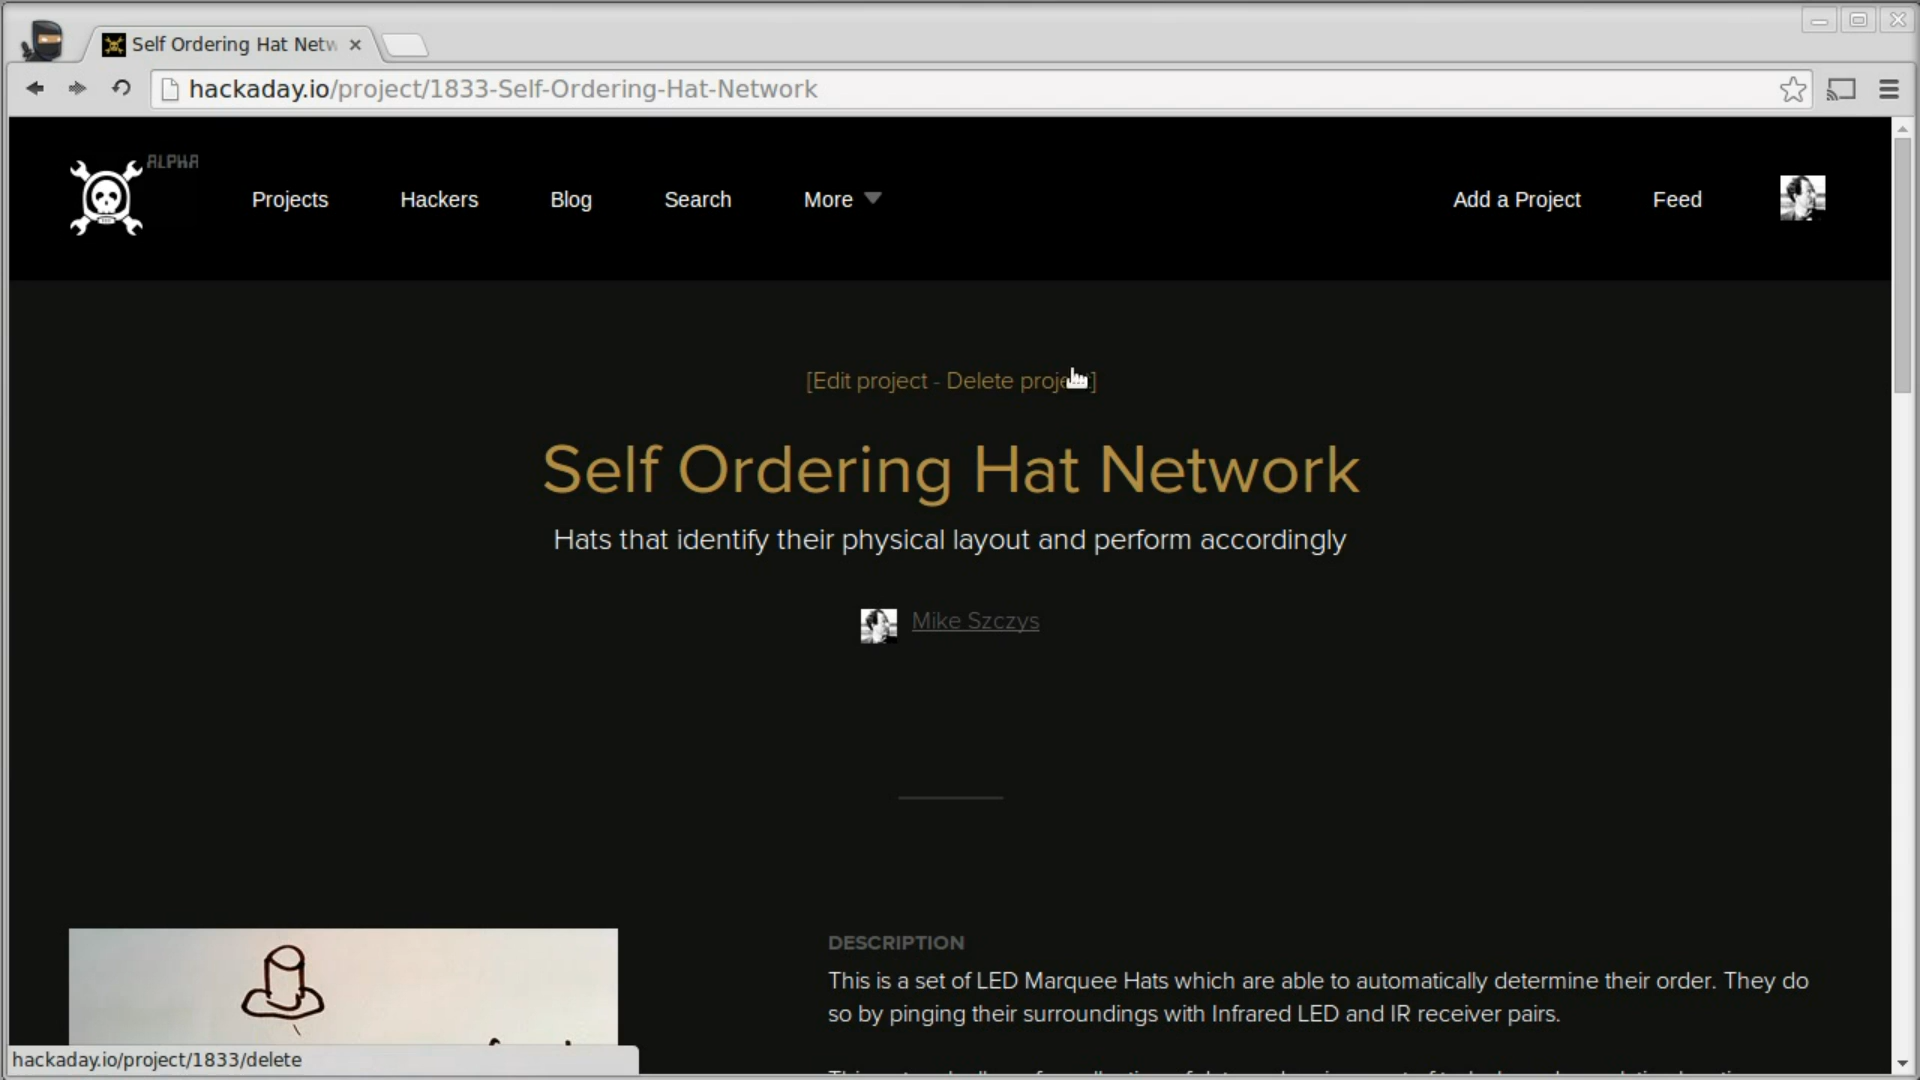 Self Ordering Hat Netw
hackaday.io/project/1833-Self-Ordering-Hat-Network
ALPHA
Projects
Hackers
Blog
Search
More
Add a Project
Feed
[Edit project - Delete proje ]
Self Ordering Hat Network
Hats that identify their physical layout and perform accordingly
Mike Szczys
DESCRIPTION
This is a set of LED Marquee Hats which are able to automatically determine their order. They do
so by pinging their surroundings with Infrared LED and IR receiver pairs.
hackaday.io/project/1833/delete